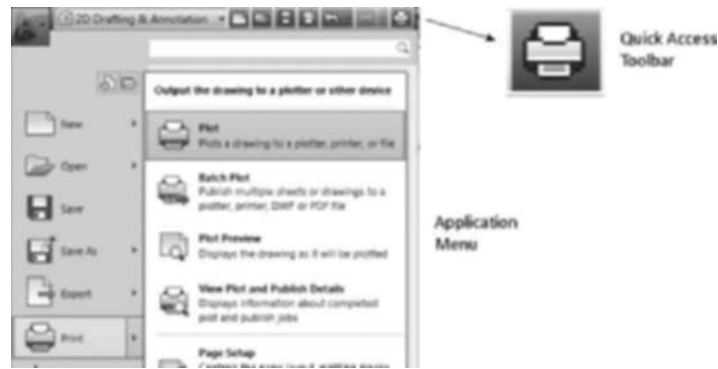 2D Drafting & Annotation
Quick Access
Toolbar
Output the drawing to a plotter or other device
New
Plot
Plots a drawing to a plotter, printer, or file
Open
Batch Plot
Publish multiple sheets or drawings to a
plotter, printer, DWF or PDF file
Save
Plot Preview
Displays the drawing as it will be plotted
Application
Menu
Save As
View Plot and Publish Details
Displays information about completed
plot and publish jobs
Export
Print
Page Setup